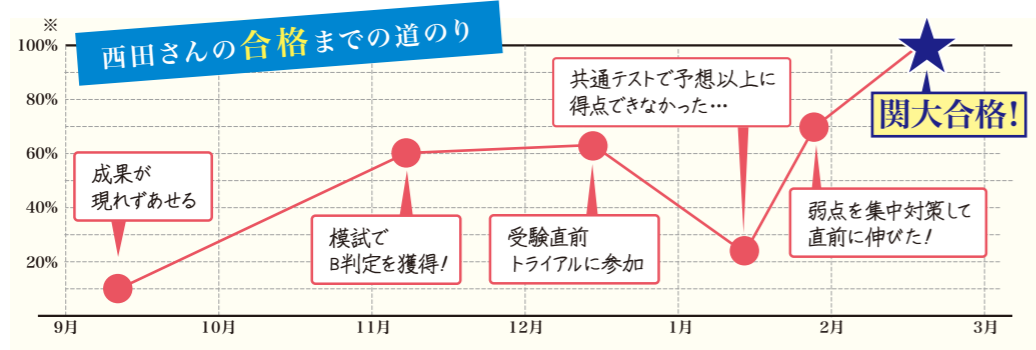 ※
西田さんの合格までの道のり
100%
80%
60%
40%
20%
成果が
現れずあせる
模試で
B判定を獲得!
受験直前
トライアルに参加
共通テストで予想以上に
得点できなかった…
弱点を集中対策して
直前に伸びた!
関大合格!
9月
10月
11月
12月
1月
2月
3月